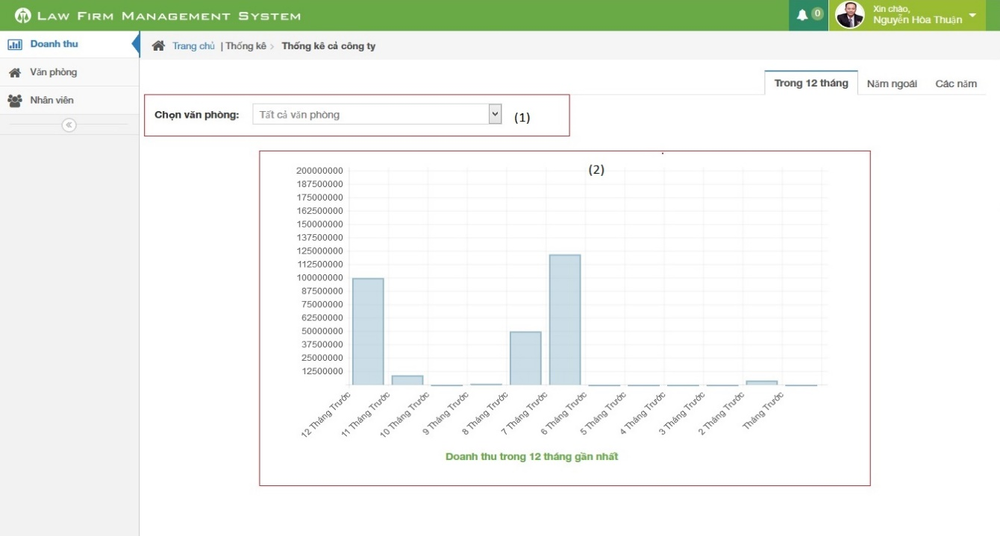 LAW FIRM MANAGEMENT SYSTEM
0
Xin chào,
Nguyễn Hòa Thuận
Doanh thu
Văn phòng
Nhân viên
Trang chủ | Thống kê > Thống kê cả công ty
Trong 12 tháng Năm ngoái Các năm
Chọn văn phòng: Tất cả văn phòng (1)
(2)
200000000
187500000
175000000
162500000
150000000
137500000
125000000
112500000
100000000
87500000
75000000
62500000
50000000
37500000
25000000
12500000
12 Tháng Trước
11 Tháng Trước
10 Tháng Trước
9 Tháng Trước
8 Tháng Trước
7 Tháng Trước
6 Tháng Trước
5 Tháng Trước
4 Tháng Trước
3 Tháng Trước
2 Tháng Trước
Tháng Trước
Doanh thu trong 12 tháng gần nhất